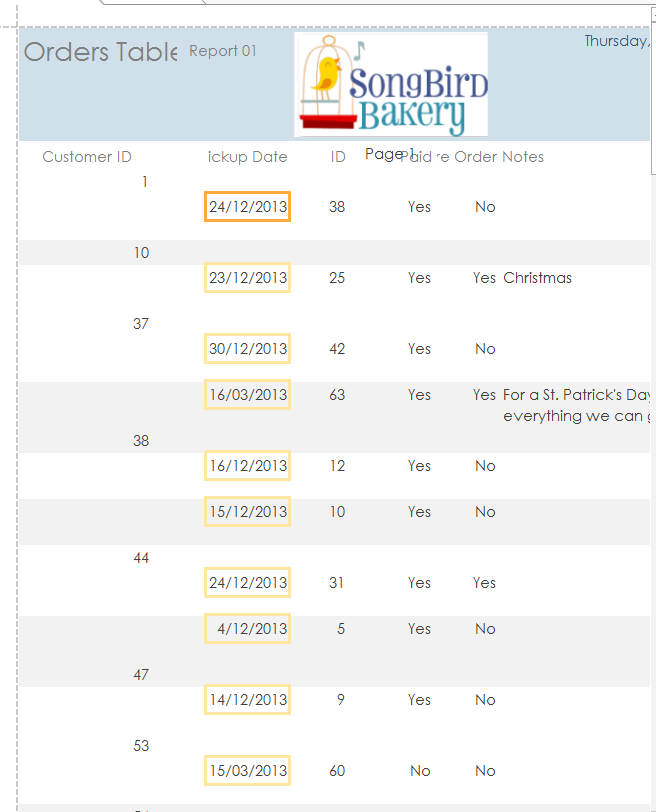 Orders Table Report 01
SongBird
Bakery
Thursday,
Customer ID ickup Date ID Page 1 Paid re Order Notes
1
24/12/2013 38 Yes No
10
23/12/2013 25 Yes Yes Christmas
37
30/12/2013 42 Yes No
16/03/2013 63 Yes Yes For a St. Patrick's Day
everything we can
38
16/12/2013 12 Yes No
15/12/2013 10 Yes No
44
24/12/2013 31 Yes Yes
4/12/2013 5 Yes No
47
14/12/2013 9 Yes No
53
15/03/2013 60 No No